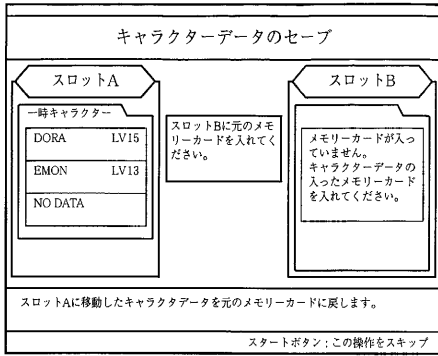 キャラクターデータのセーブ
スロットA
一時キャラクター
DORA LV15
EMON LV13
NO DATA
スロットBに元のメモ
リーカードを入れてく
ださい。
スロットB
メモリーカードが入っ
ていません。
キャラクターデータの
入ったメモリーカード
を入れてください。
スロットAに移動したキャラクタデータを元のメモリーカードに戻します。
スタートボタン：この操作をスキップ